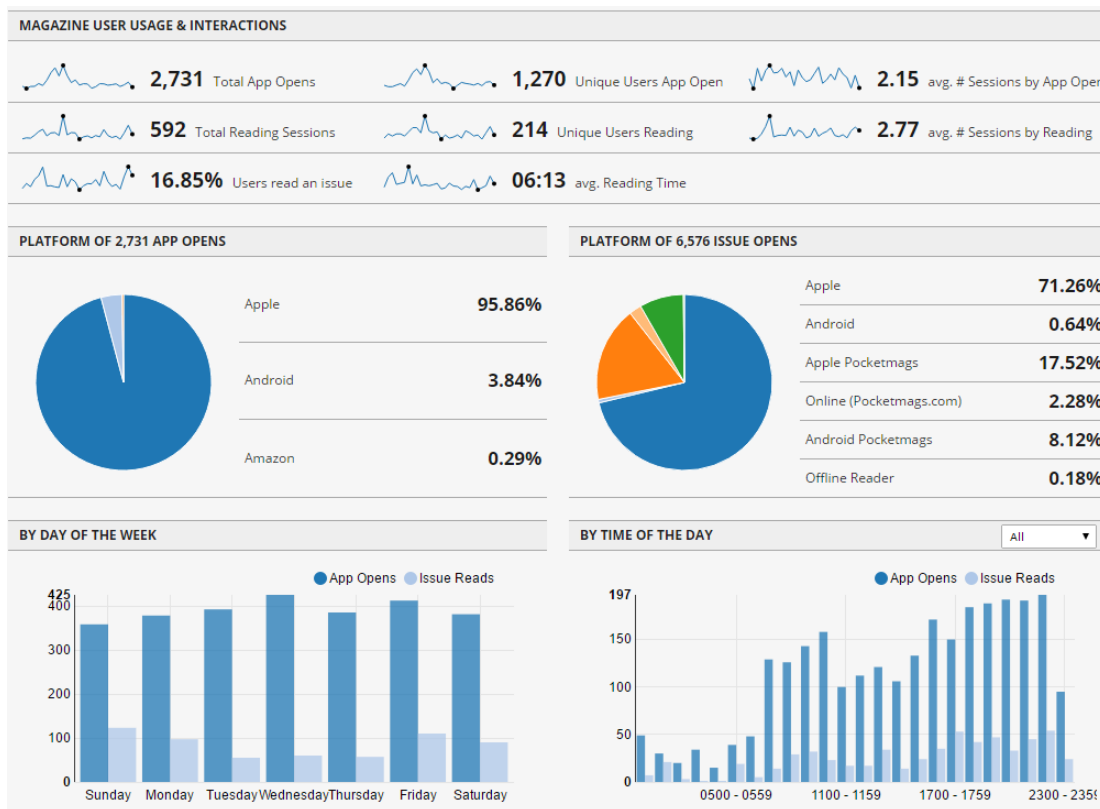 MAGAZINE USER USAGE & INTERACTIONS
2,731 Total App Opens
1,270 Unique Users App Open
2.15 avg. # Sessions by App Oper
592 Total Reading Sessions
214 Unique Users Reading
2.77 avg. # Sessions by Reading
16.85% Users read an issue
06:13 avg. Reading Time
PLATFORM OF 2,731 APP OPENS
Apple 95.86%
Android 3.84%
Amazon 0.29%
PLATFORM OF 6,576 ISSUE OPENS
Apple 71.26%
Android 0.64%
Apple Pocketmags 17.52%
Online (Pocketmags.com) 2.28%
Android Pocketmags 8.12%
Offline Reader 0.18%
BY DAY OF THE WEEK
App Opens Issue Reads
425
400
300
200
100
0
Sunday Monday Tuesday Wednesday Thursday Friday Saturday
BY TIME OF THE DAY
All
App Opens Issue Reads
197
150
100
50
0
0500 - 0559 1100 - 1159 1700 - 1759 2300 - 2359